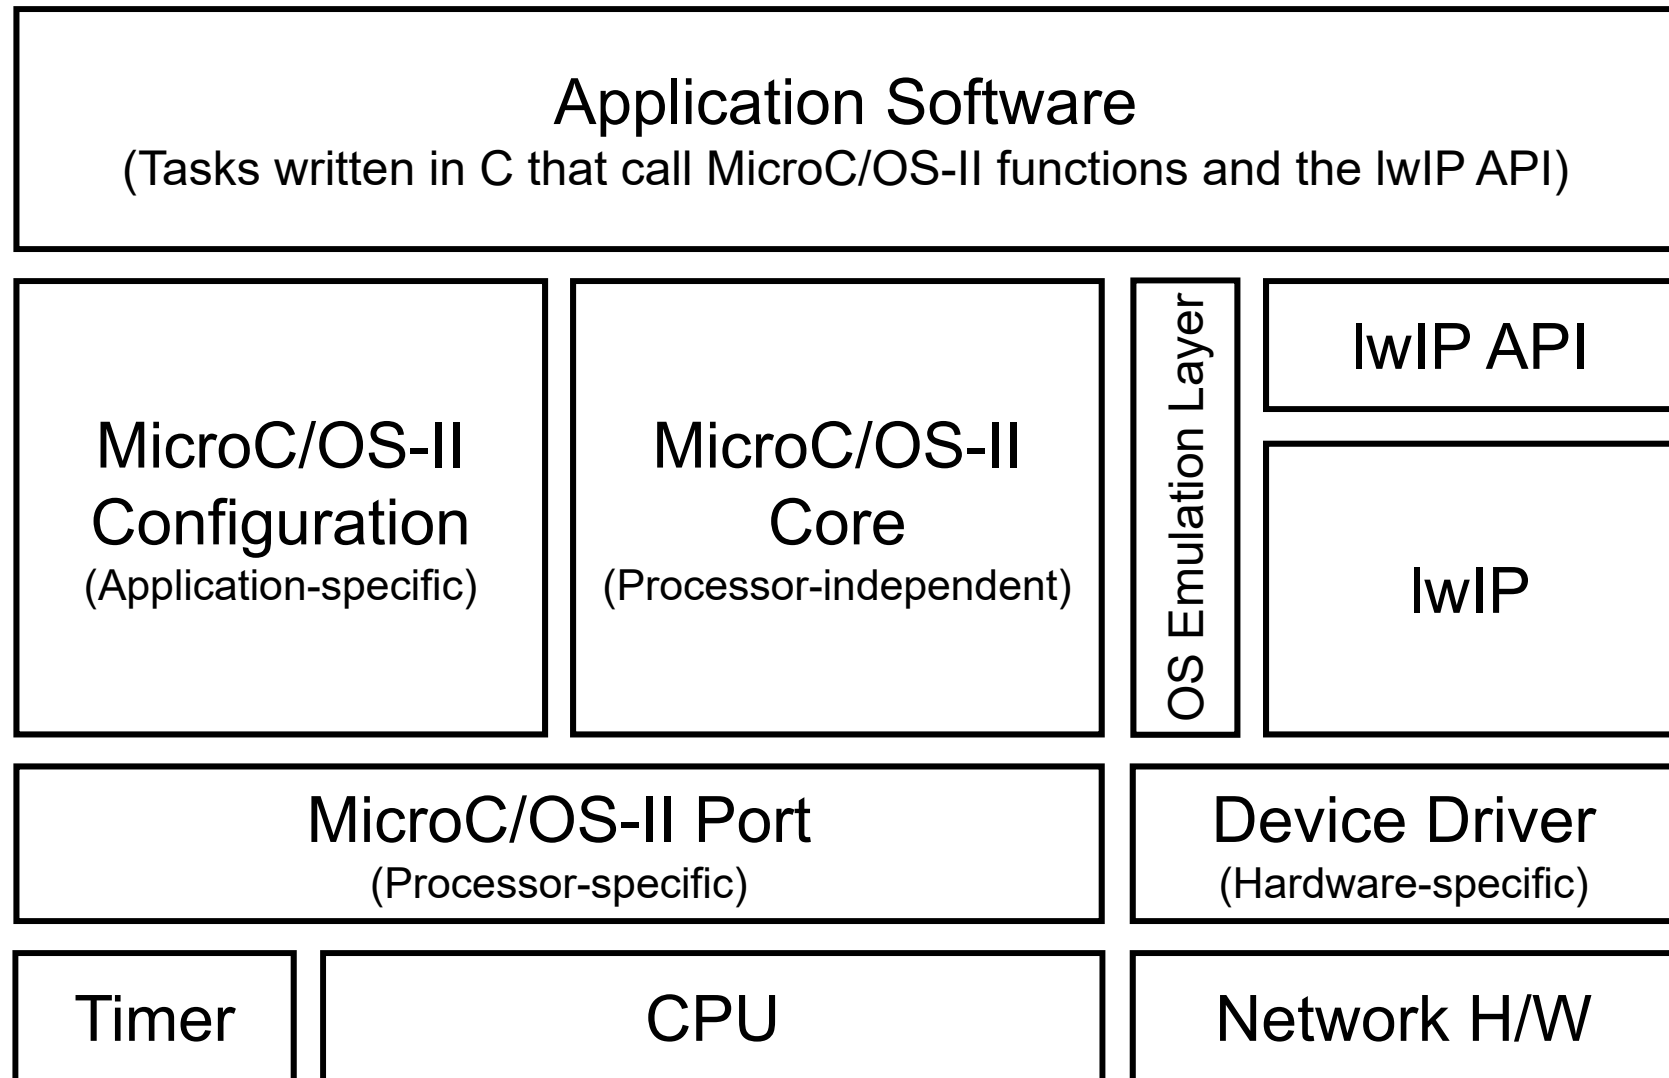 Application Software
(Tasks written in C that call MicroC/OS-II functions and the lwIP API)
MicroC/OS-II
Configuration
(Application-specific)
MicroC/OS-II
Core
(Processor-independent)
OS Emulation Layer
lwIP API
lwIP
MicroC/OS-II Port
(Processor-specific)
Device Driver
(Hardware-specific)
Timer
CPU
Network H/W